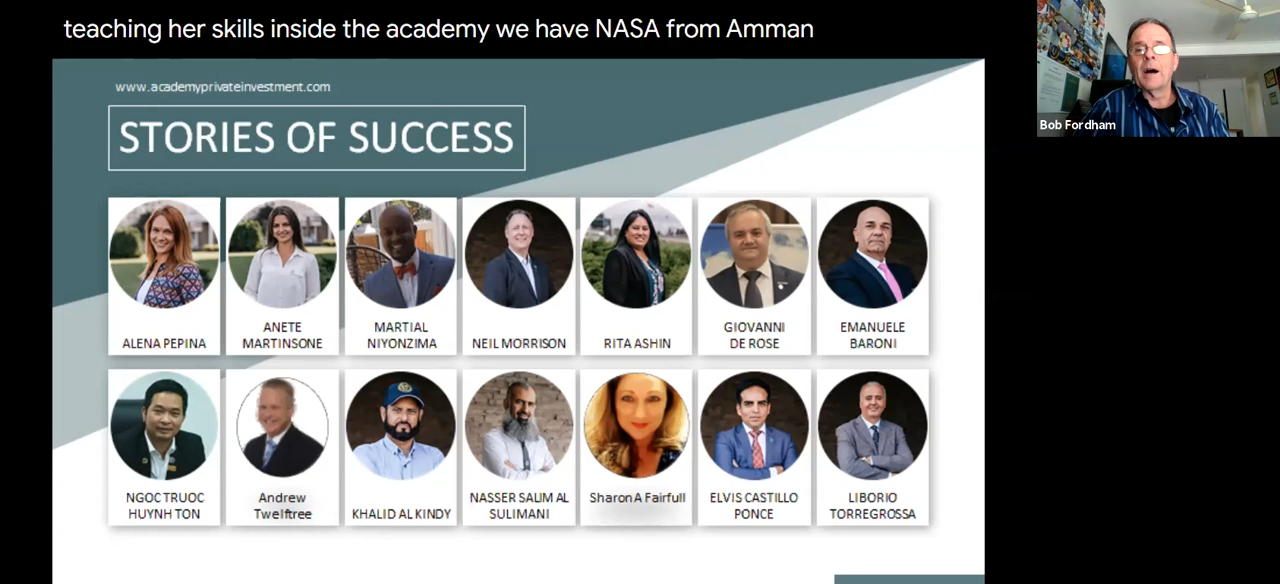 teaching her skills inside the academy we have NASA from Amman
www.academyprivateinvestment.com
STORIES OF SUCCESS
Bob Fordham
ALENA PEPINA
ANETE
MARTINSONE
MARTIAL
NIYONZIMA
NEIL MORRISON
RITA ASHIN
GIOVANNI
DE ROSE
EMANUELE
BARONI
NGOC TRUOC
HUYNH TON
Andrew
Twelftree
KHALID AL KINDY
NASSER SALIM AL
SULIMANI
Sharon A Fairfull
ELVIS CASTILLO
PONCE
LIBORIO
TORREGROSSA